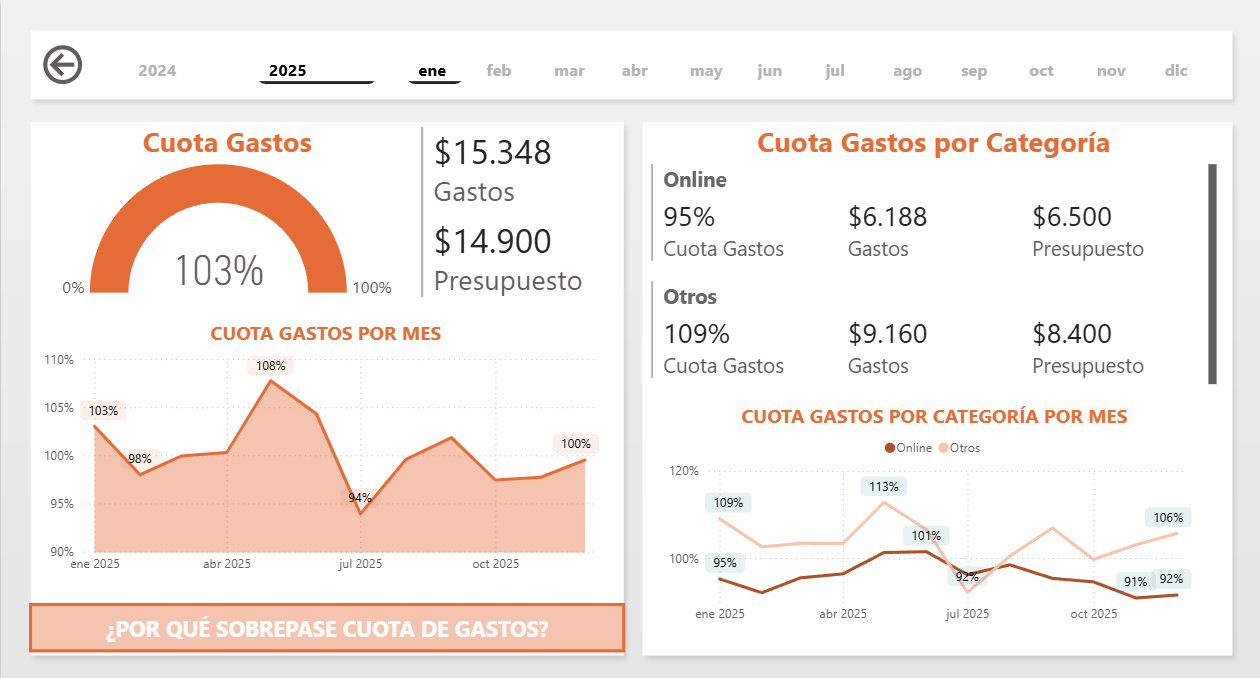 2024 2025 ene feb mar abr may jun jul ago sep oct nov dic
Cuota Gastos
103%
0%
100%
$15.348
Gastos
$14.900
Presupuesto
CUOTA GASTOS POR MES
110%
105%
100%
95%
90%
103%
98%
108%
94%
100%
ene 2025 abr 2025 jul 2025 oct 2025
¿POR QUÉ SOBREPASE CUOTA DE GASTOS?
Cuota Gastos por Categoría
Online
95% $6.188 $6.500
Cuota Gastos Gastos Presupuesto
Otros
109% $9.160 $8.400
Cuota Gastos Gastos Presupuesto
CUOTA GASTOS POR CATEGORÍA POR MES
Online Otros
120%
100%
109%
95%
113%
101%
92%
106%
91%
92%
ene 2025 abr 2025 jul 2025 oct 2025